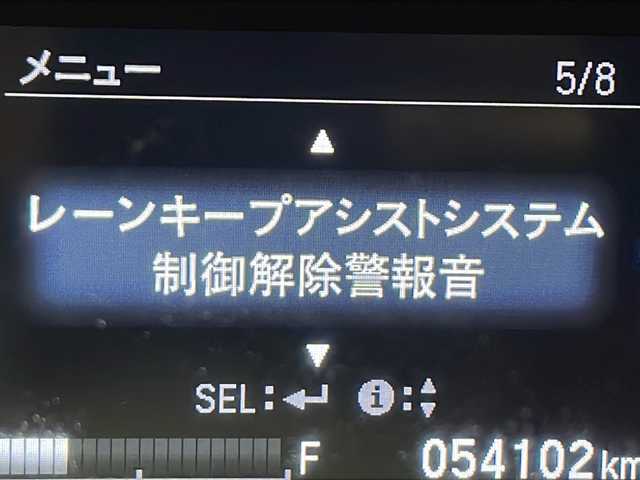 メニュー 5/8
レーンキープアシストシステム
制御解除警報音
SEL:↵ i:
F 054102km